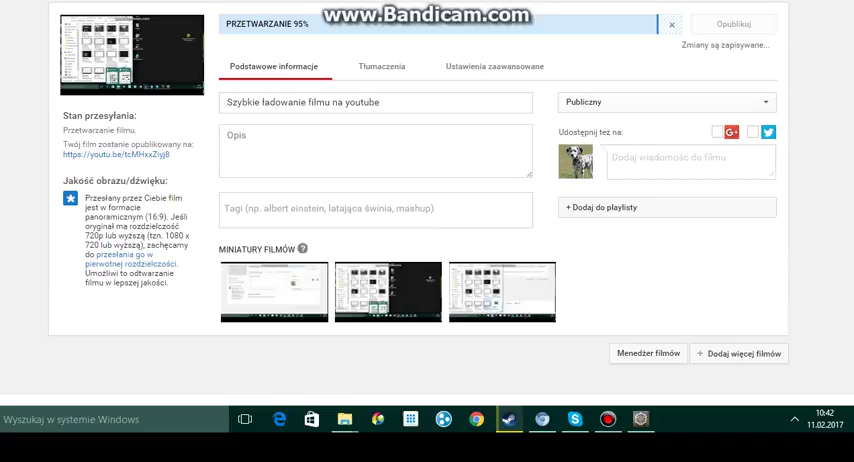 www.Bandicam.com
PRZETWARZANIE 95%
Opublikuj
Zmiany są zapisywane...
Podstawowe informacje
Tłumaczenia
Ustawienia zaawansowane
Szybkie ładowanie filmu na youtube
Publiczny
Opis
Udostępnij też na:
Dodaj wiadomość do filmu
Tagi (np. albert einstein, latająca świnia, mashup)
+ Dodaj do playlisty
Stan przesyłania:
Przetwarzanie filmu.
Twój film zostanie opublikowany na:
https://youtu.be/tcMHxxZiyj8
Jakość obrazu/dźwięku:
Przesłany przez Ciebie film
jest w formacie
panoramicznym (16:9). Jeśli
oryginał ma rozdzielczość
720p lub wyższą (tzn. 1080 x
720 lub wyższą), zachęcamy
do przesłania go w
pierwotnej rozdzielczości.
Umożliwi to odtwarzanie
filmu w lepszej jakości.
MINIATURY FILMÓW
Menedżer filmów
+ Dodaj więcej filmów
Wyszukaj w systemie Windows
10:42
11.02.2017